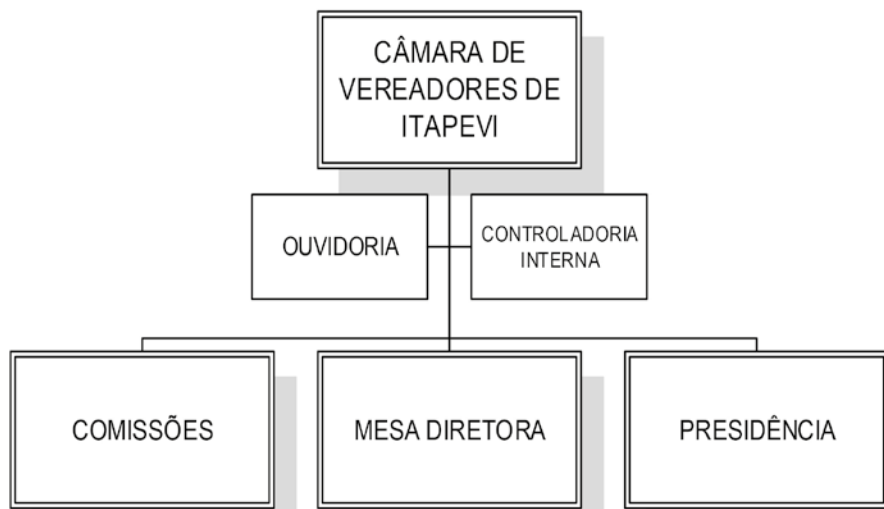 CÂMARA DE
VEREADORES DE
ITAPEVI
OUVIDORIA
CONTROLADORIA
INTERNA
COMISSÕES
MESA DIRETORA
PRESIDÊNCIA